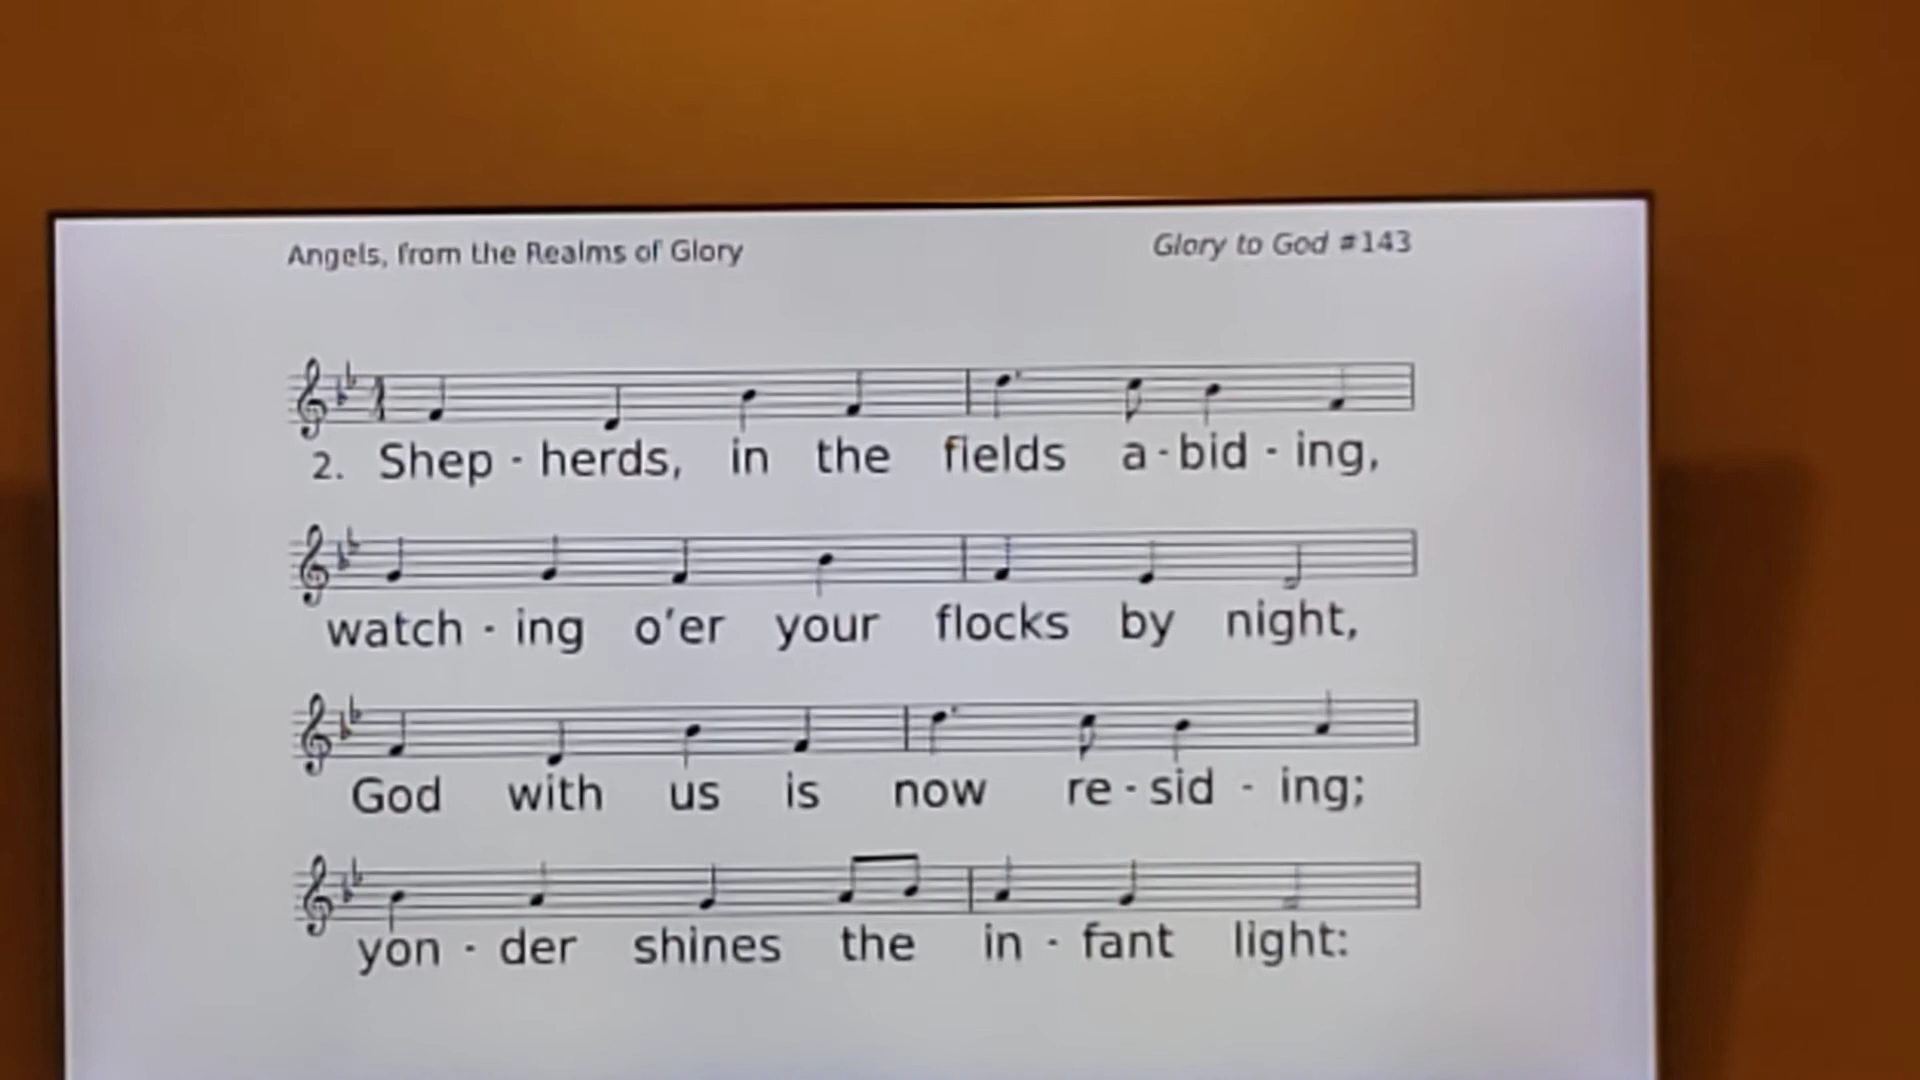 Angels, from the Realms of Glory Glory to God #143
2. Shep - herds, in the fields a - bid - ing,
watch - ing o’er your flocks by night,
God with us is now re - sid - ing;
yon - der shines the in - fant light: